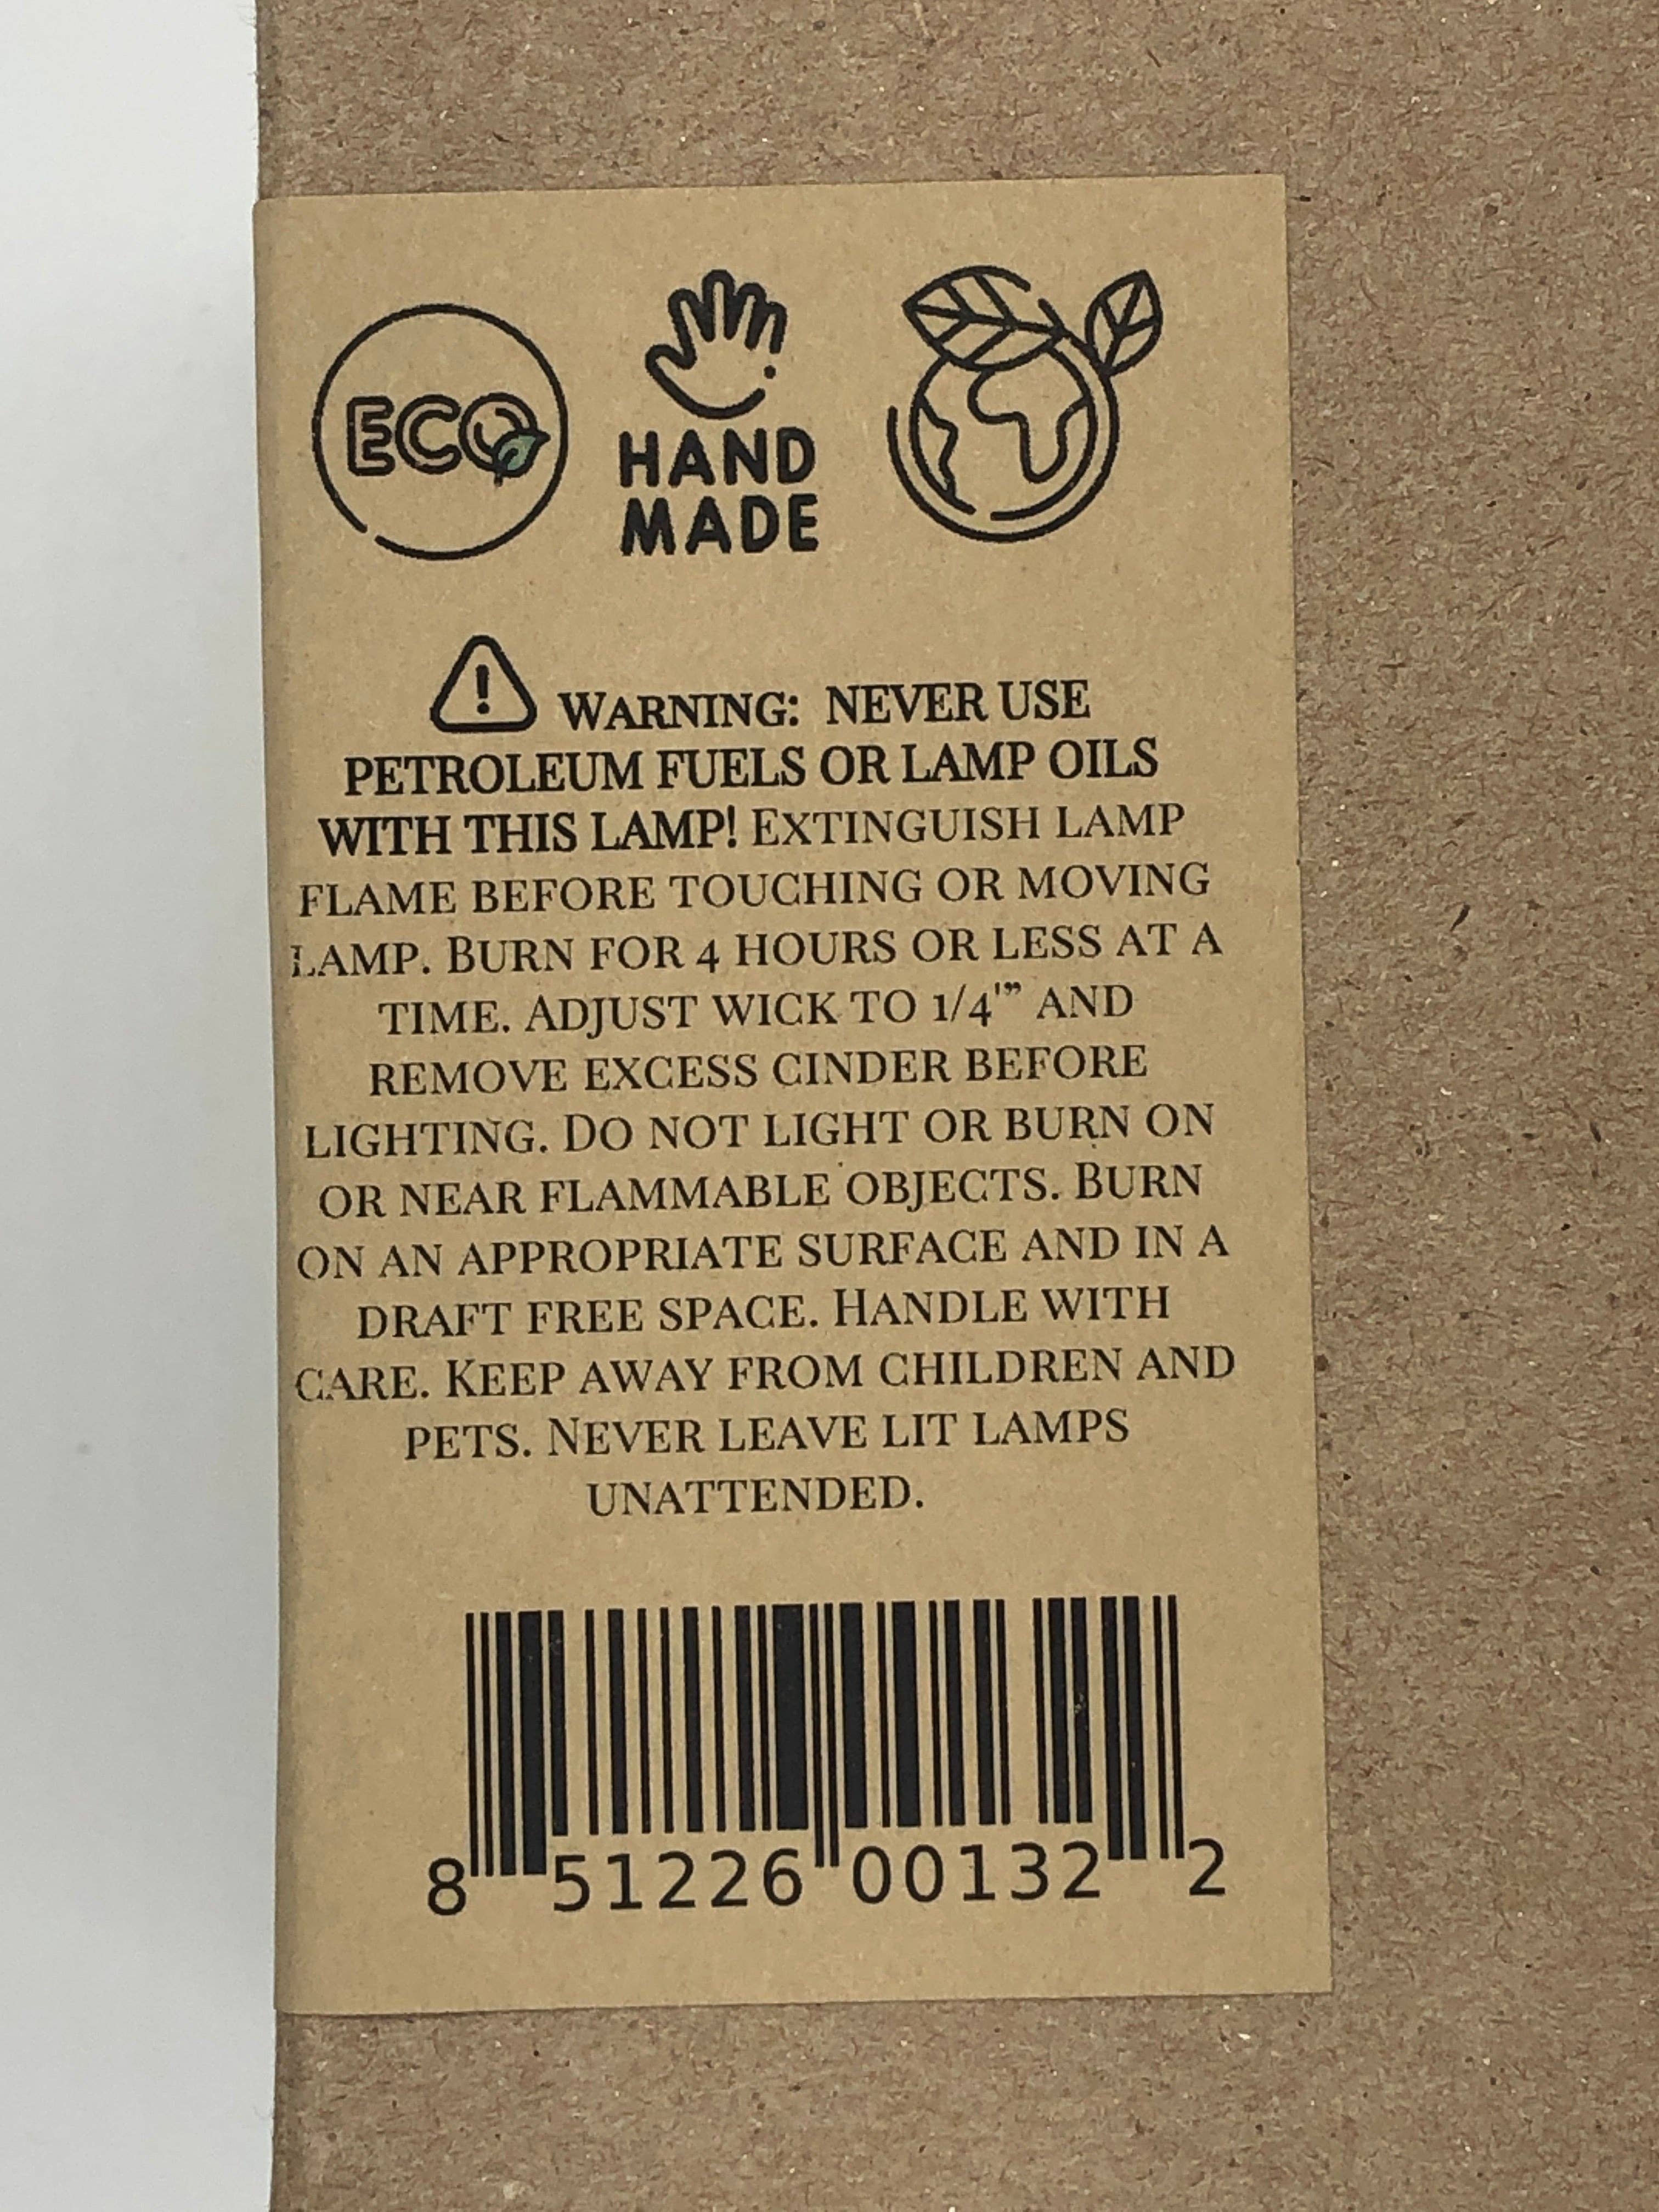 ECO
HAND
MADE
WARNING: NEVER USE
PETROLEUM FUELS OR LAMP OILS
WITH THIS LAMP! EXTINGUISH LAMP
FLAME BEFORE TOUCHING OR MOVING
LAMP. BURN FOR 4 HOURS OR LESS AT A
TIME. ADJUST WICK TO 1/4'” AND
REMOVE EXCESS CINDER BEFORE
LIGHTING. DO NOT LIGHT OR BURN ON
OR NEAR FLAMMABLE OBJECTS. BURN
ON AN APPROPRIATE SURFACE AND IN A
DRAFT FREE SPACE. HANDLE WITH
CARE. KEEP AWAY FROM CHILDREN AND
PETS. NEVER LEAVE LIT LAMPS
UNATTENDED.
8 51226 00132 2